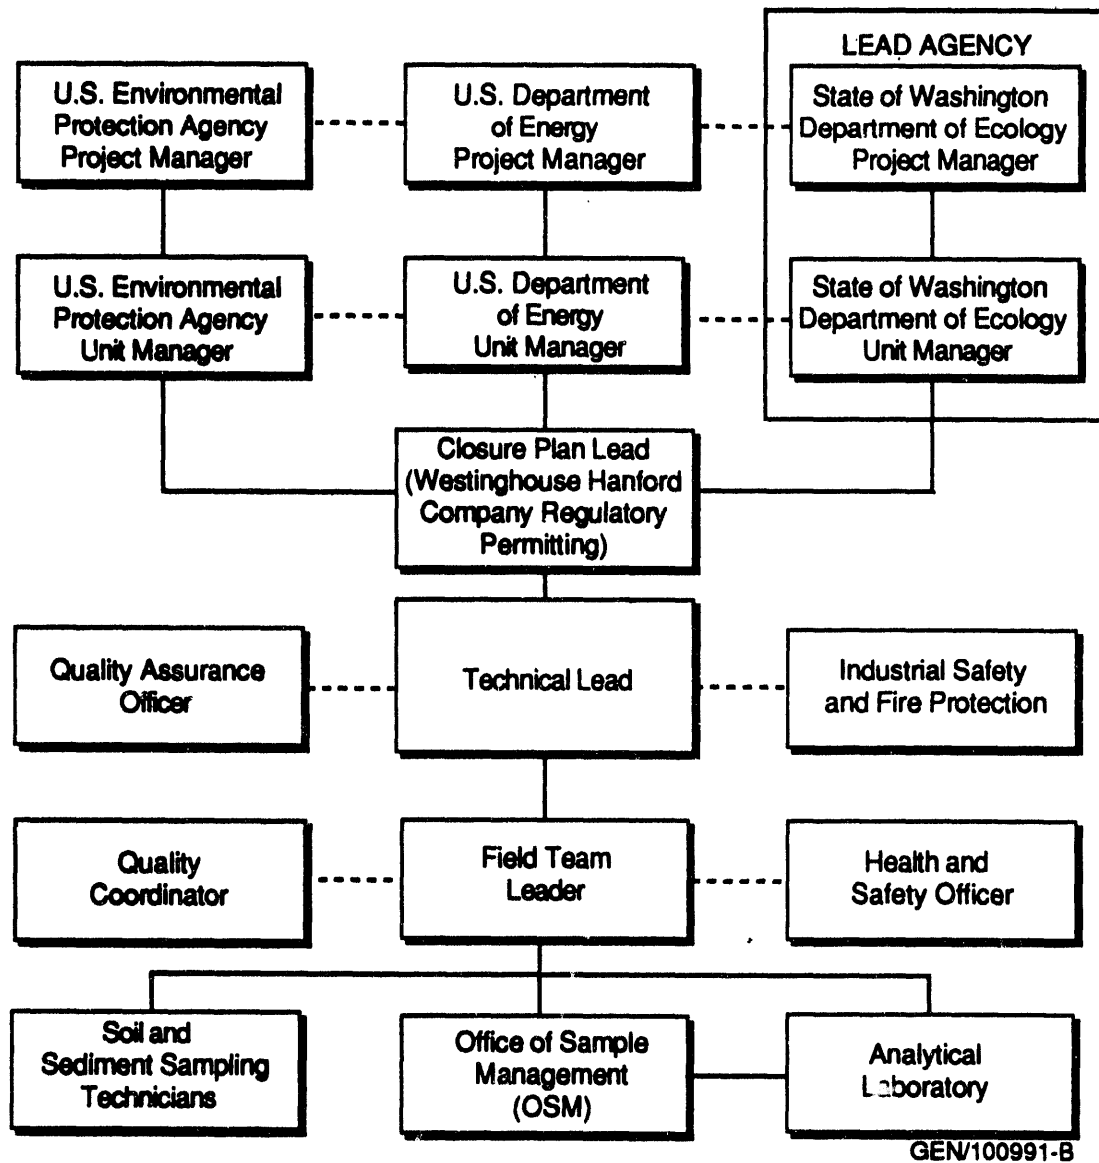 LEAD AGENCY
U.S. Environmental
Protection Agency
Project Manager
U.S. Department
of Energy
Project Manager
State of Washington
Department of Ecology
Project Manager
U.S. Environmental
Protection Agency
Unit Manager
U.S. Department
of Energy
Unit Manager
State of Washington
Department of Ecology
Unit Manager
Closure Plan Lead
(Westinghouse Hanford
Company Regulatory
Permitting)
Quality Assurance
Officer
Technical Lead
Industrial Safety
and Fire Protection
Quality
Coordinator
Field Team
Leader
Health and
Safety Officer
Soil and
Sediment Sampling
Technicians
Office of Sample
Management
(OSM)
Analytical
Laboratory
GEN/100991-B